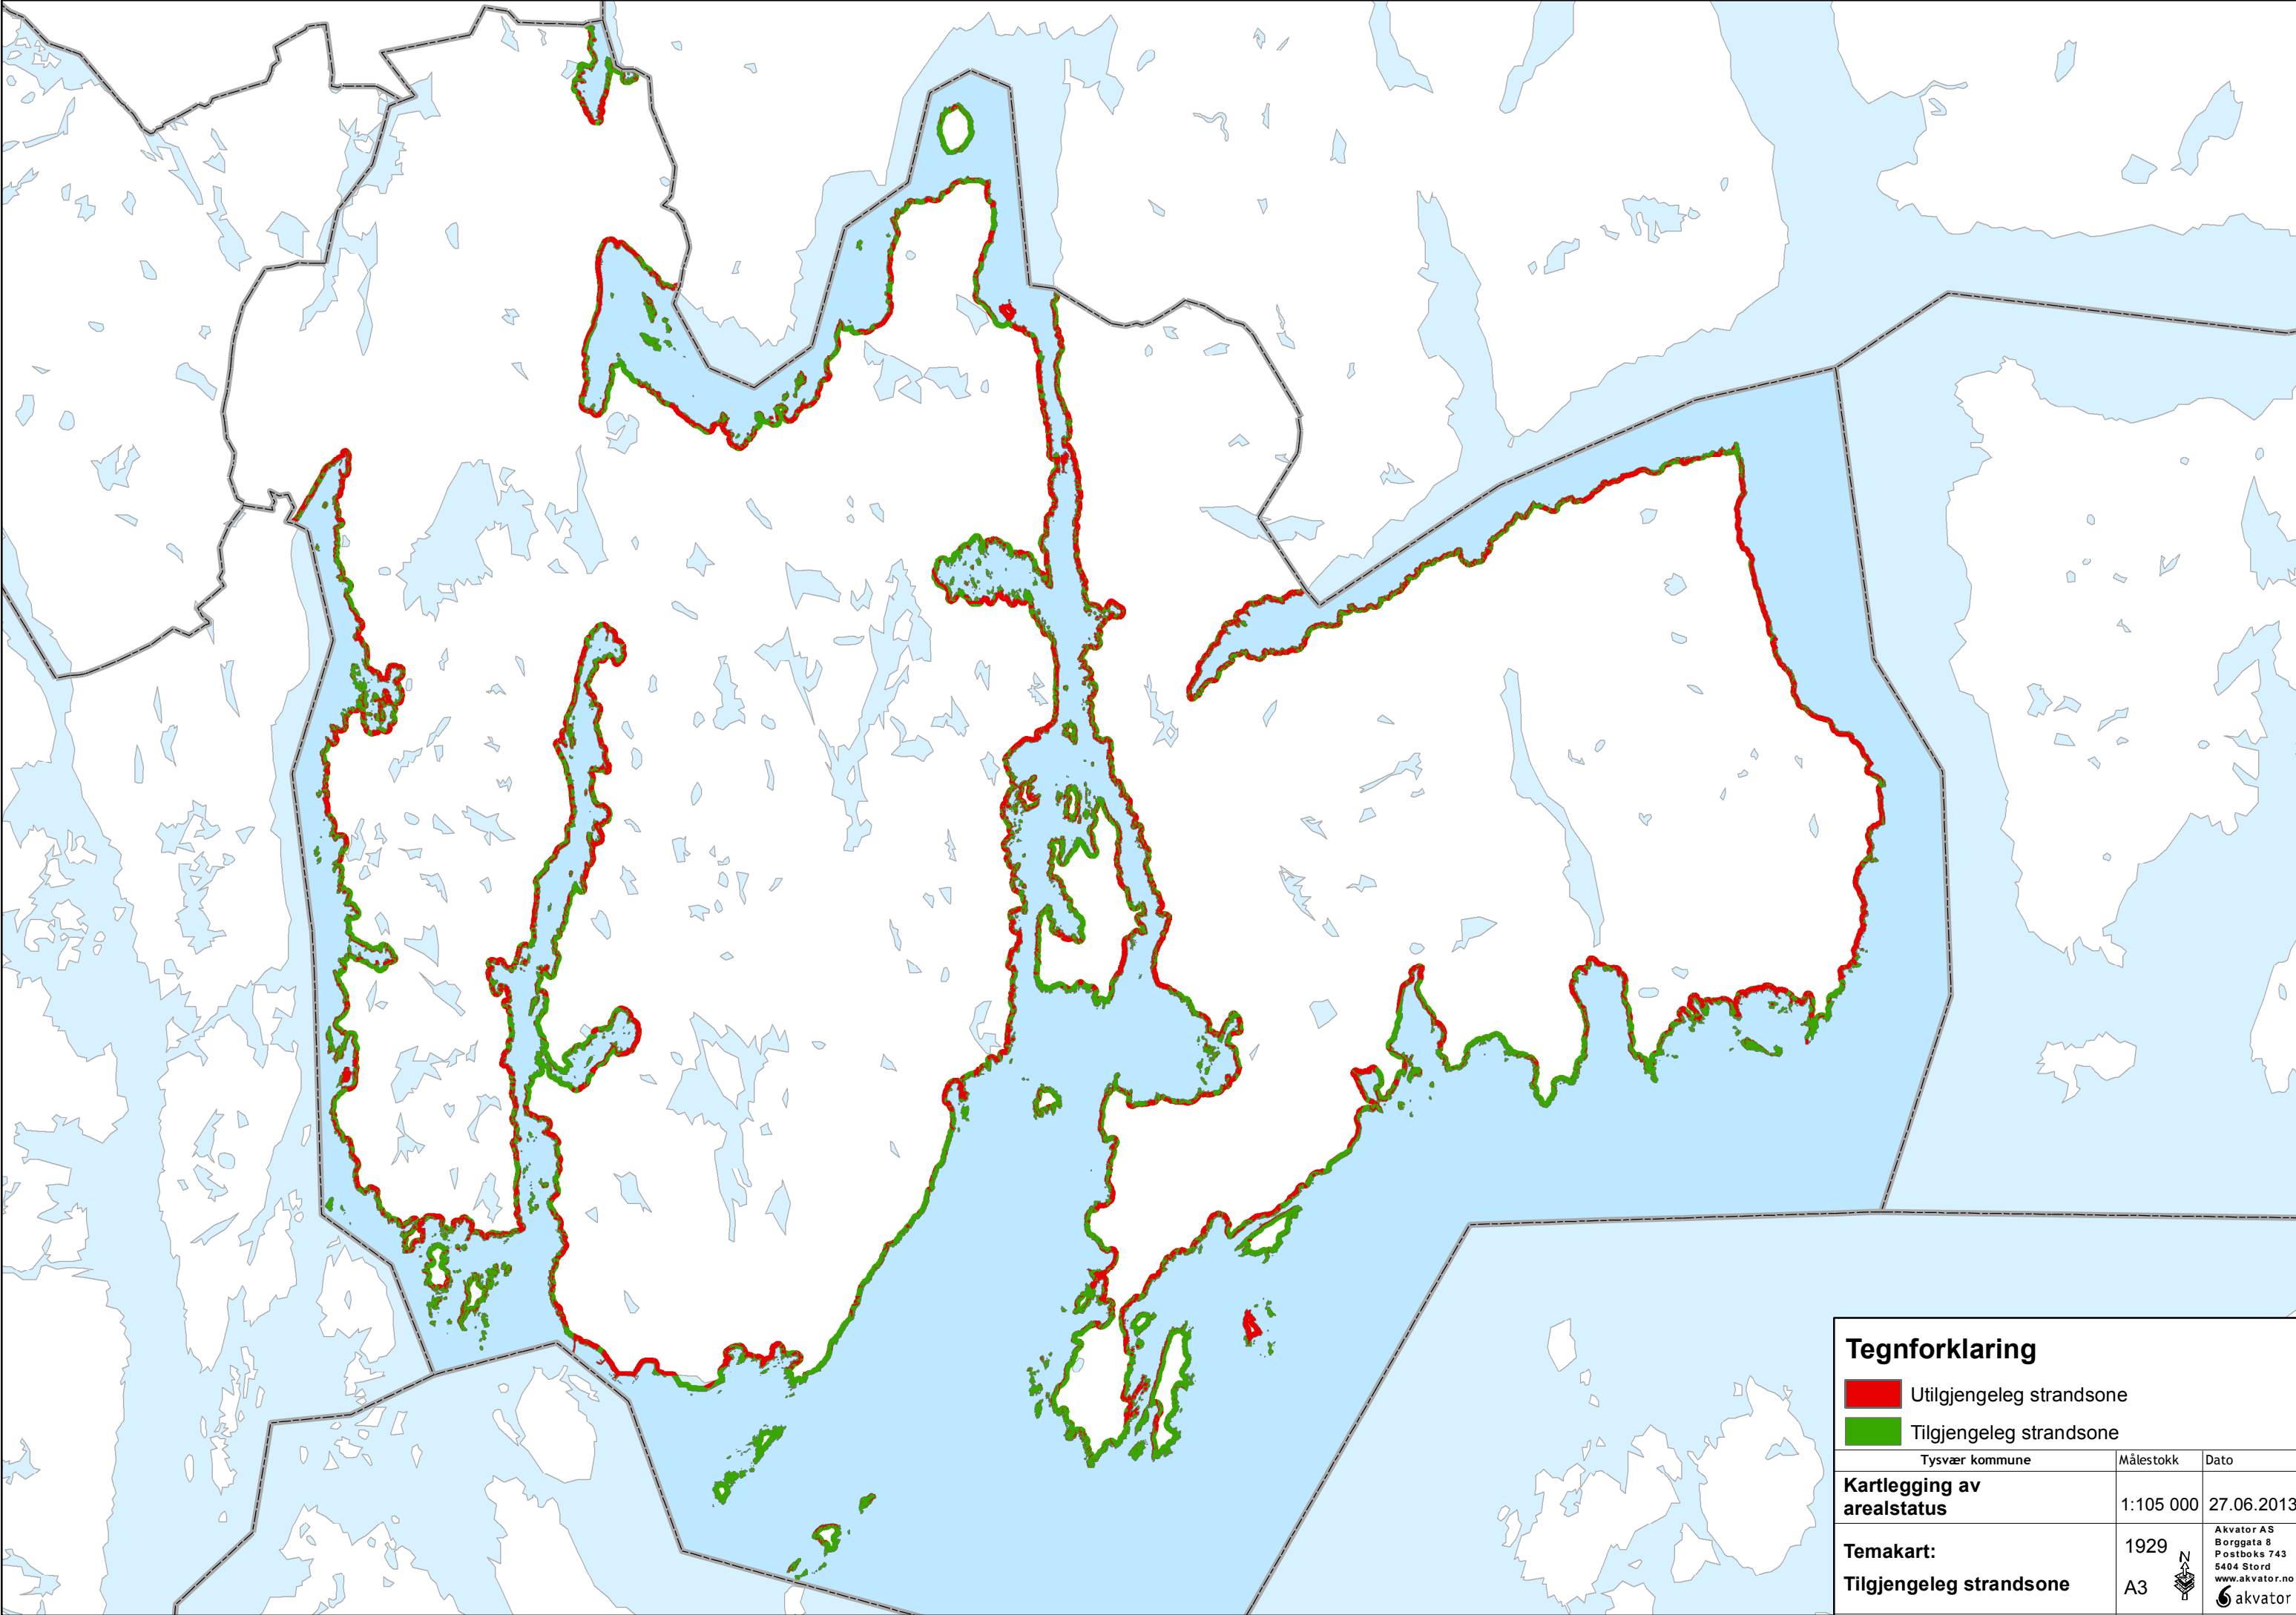 Tegnforklaring
Utilgjengeleg strandsone
Tilgjengeleg strandsone
Tysvær kommune
Målestokk
Dato
Kartlegging av
arealstatus
1:105 000
27.06.2013
Temakart:
Tilgjengeleg strandsone
1929
A3
N
Akvator AS
Borggata 8
Postboks 743
5404 Stord
www.akvator.no
akvator